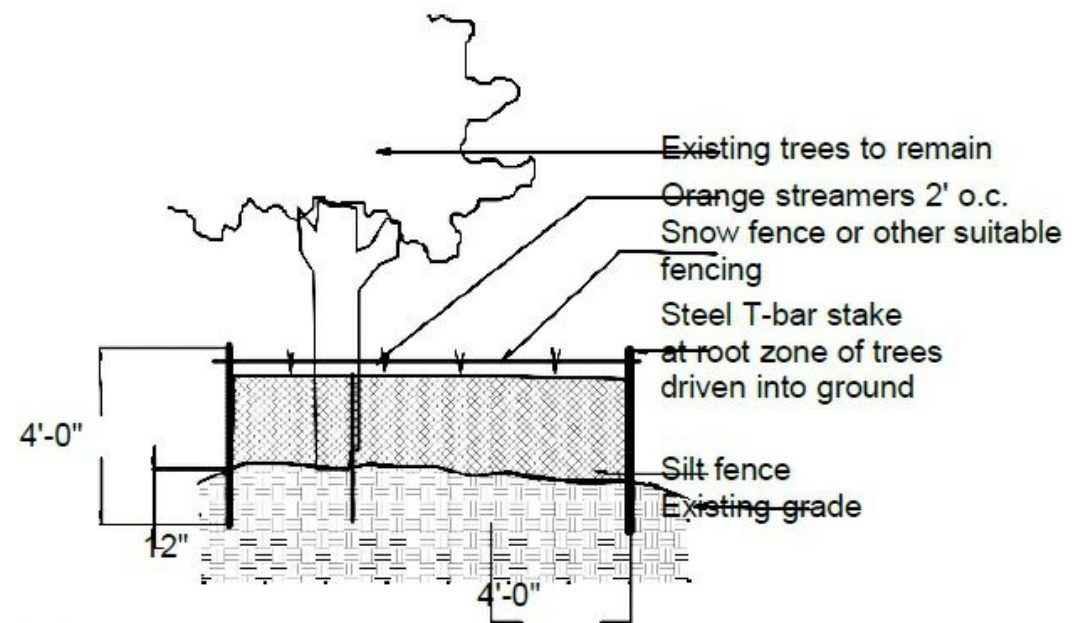 Existing trees to remain
Orange streamers 2' o.c.
Snow fence or other suitable
fencing
Steel T-bar stake
at root zone of trees
driven into ground
4'-0"
Silt fence
Existing grade
12"
4'-0"